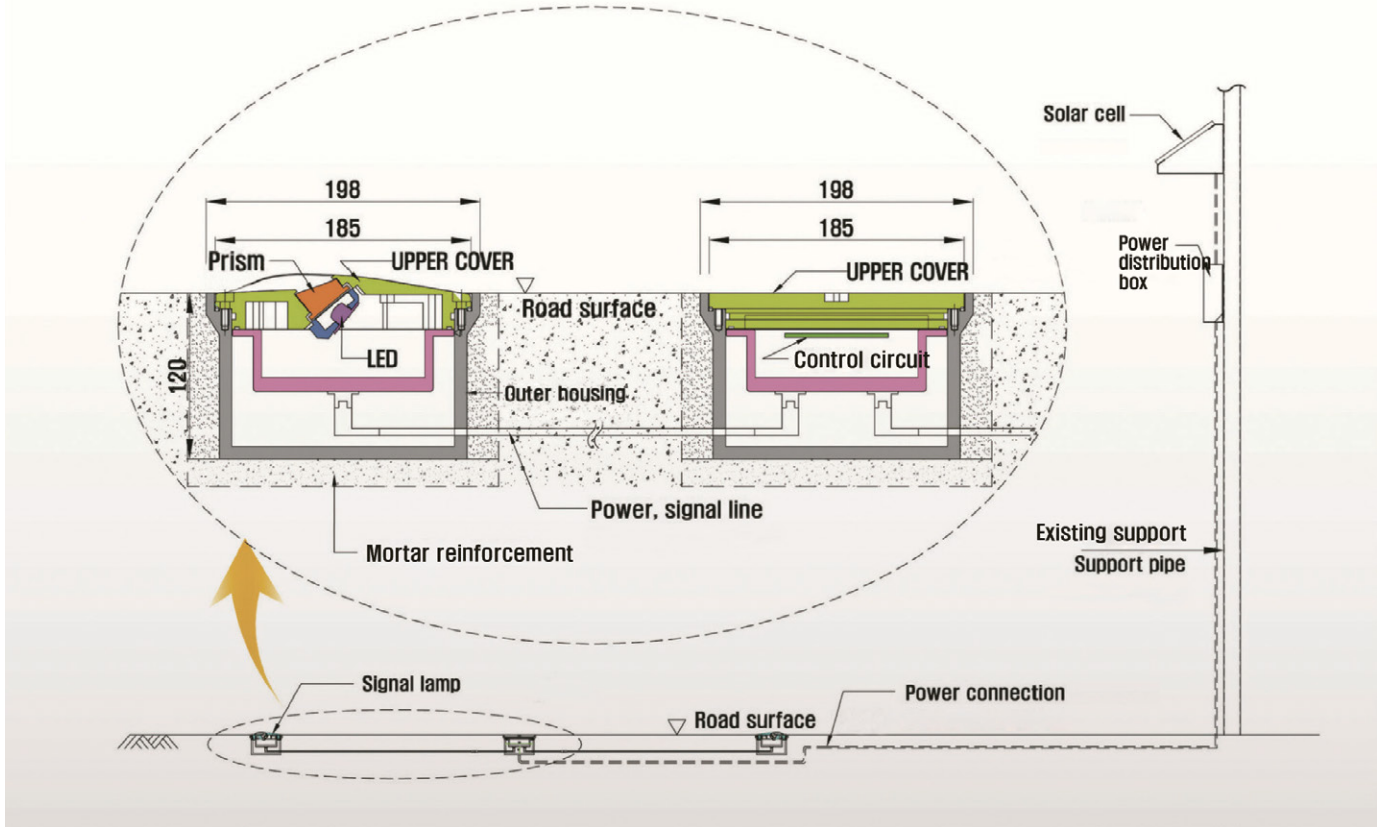 Solar cell
198
198
185
185
Prism
UPPER COVER
UPPER COVER
Power
distribution
box
Road surface
LED
Control circuit
120
Outer housing
Power, signal line
Mortar reinforcement
Existing support
Support pipe
Signal lamp
Power connection
Road surface